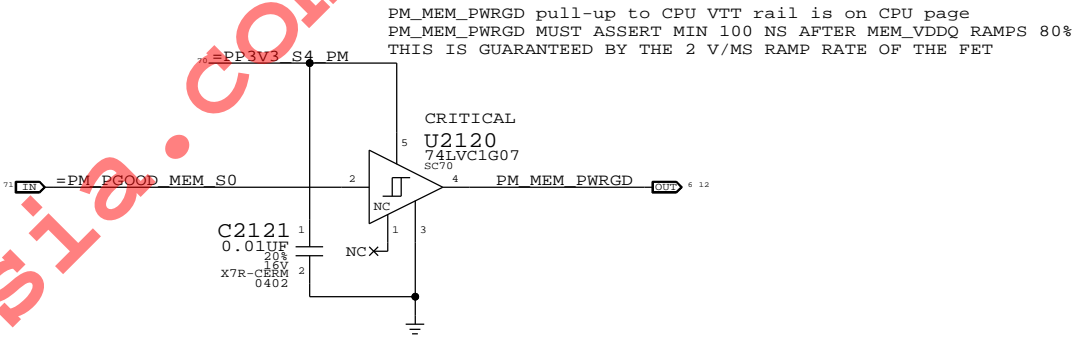 PM_MEM_PWRGD pull-up to CPU VTT rail is on CPU page
PM_MEM_PWRGD MUST ASSERT MIN 100 NS AFTER MEM_VDDQ RAMPS 80%
THIS IS GUARANTEED BY THE 2 V/MS RAMP RATE OF THE FET
70 =PP3V3_S4_PM
CRITICAL
U2120
74LVC1G07
SC70
5
71 IN =PM_PGOOD_MEM_S0 2
4 PM_MEM_PWRGD OUT 6 12
NC
C2121 1
0.01UF
20%
16V
X7R-CERM 2
0402
NC 1 3
sia.com